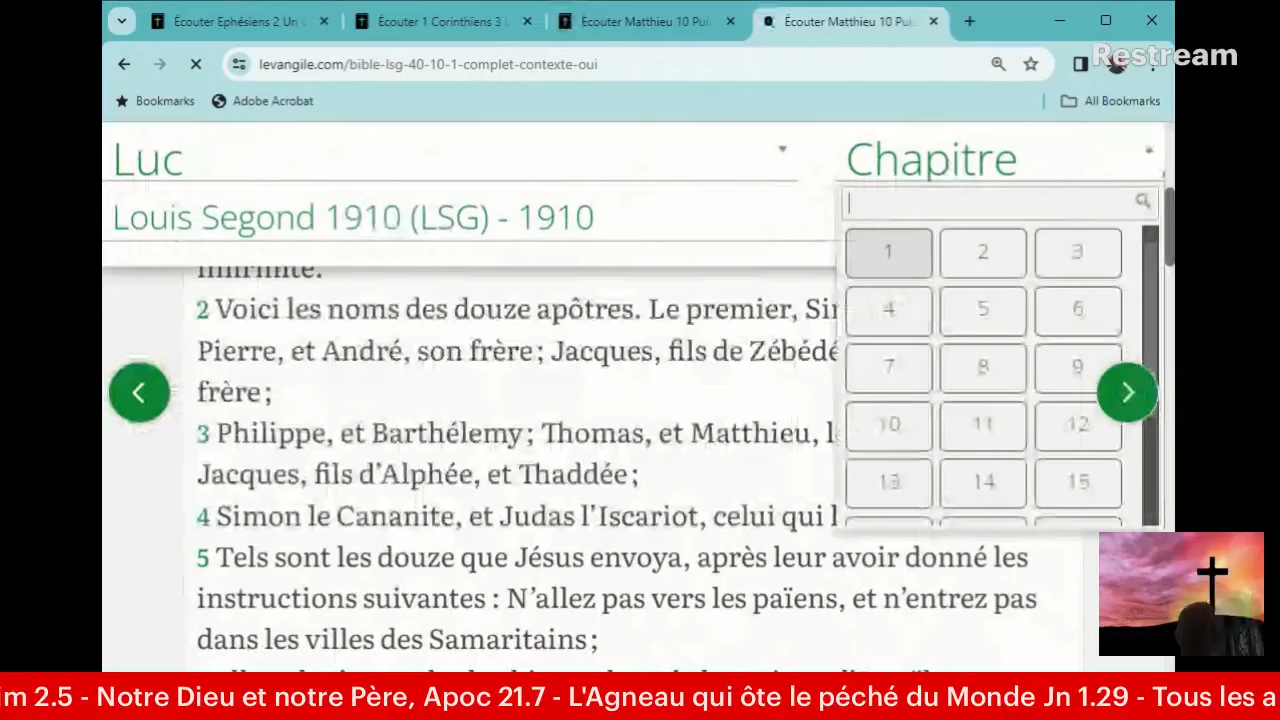 Écouter Ephésiens 2 Un
Écouter 1 Corinthiens 3
Écouter Matthieu 10 Pui
Écouter Matthieu 10 Pui
levangile.com/bible-lsg-40-10-1-complet-contexte-oui
Restream
Bookmarks
Adobe Acrobat
All Bookmarks
Luc
Chapitre
Louis Segond 1910 (LSG) - 1910
1 2 3
4 5 6
7 8 9
10 11 12
13 14 15
infirmité.
2 Voici les noms des douze apôtres. Le premier,
Pierre, et André, son frère; Jacques, fils de
frère;
3 Philippe, et Barthélemy; Thomas, et Matthieu,
Jacques, fils d'Alphée, et Thaddée;
4 Simon le Cananite, et Judas l'Iscariot, celui qui
5 Tels sont les douze que Jésus envoya, après leur avoir donné les
instructions suivantes : N'allez pas vers les païens, et n'entrez pas
dans les villes des Samaritains;
im 2.5 - Notre Dieu et notre Père, Apoc 21.7 - L'Agneau qui ôte le péché du Monde Jn 1.29 - Tous les a